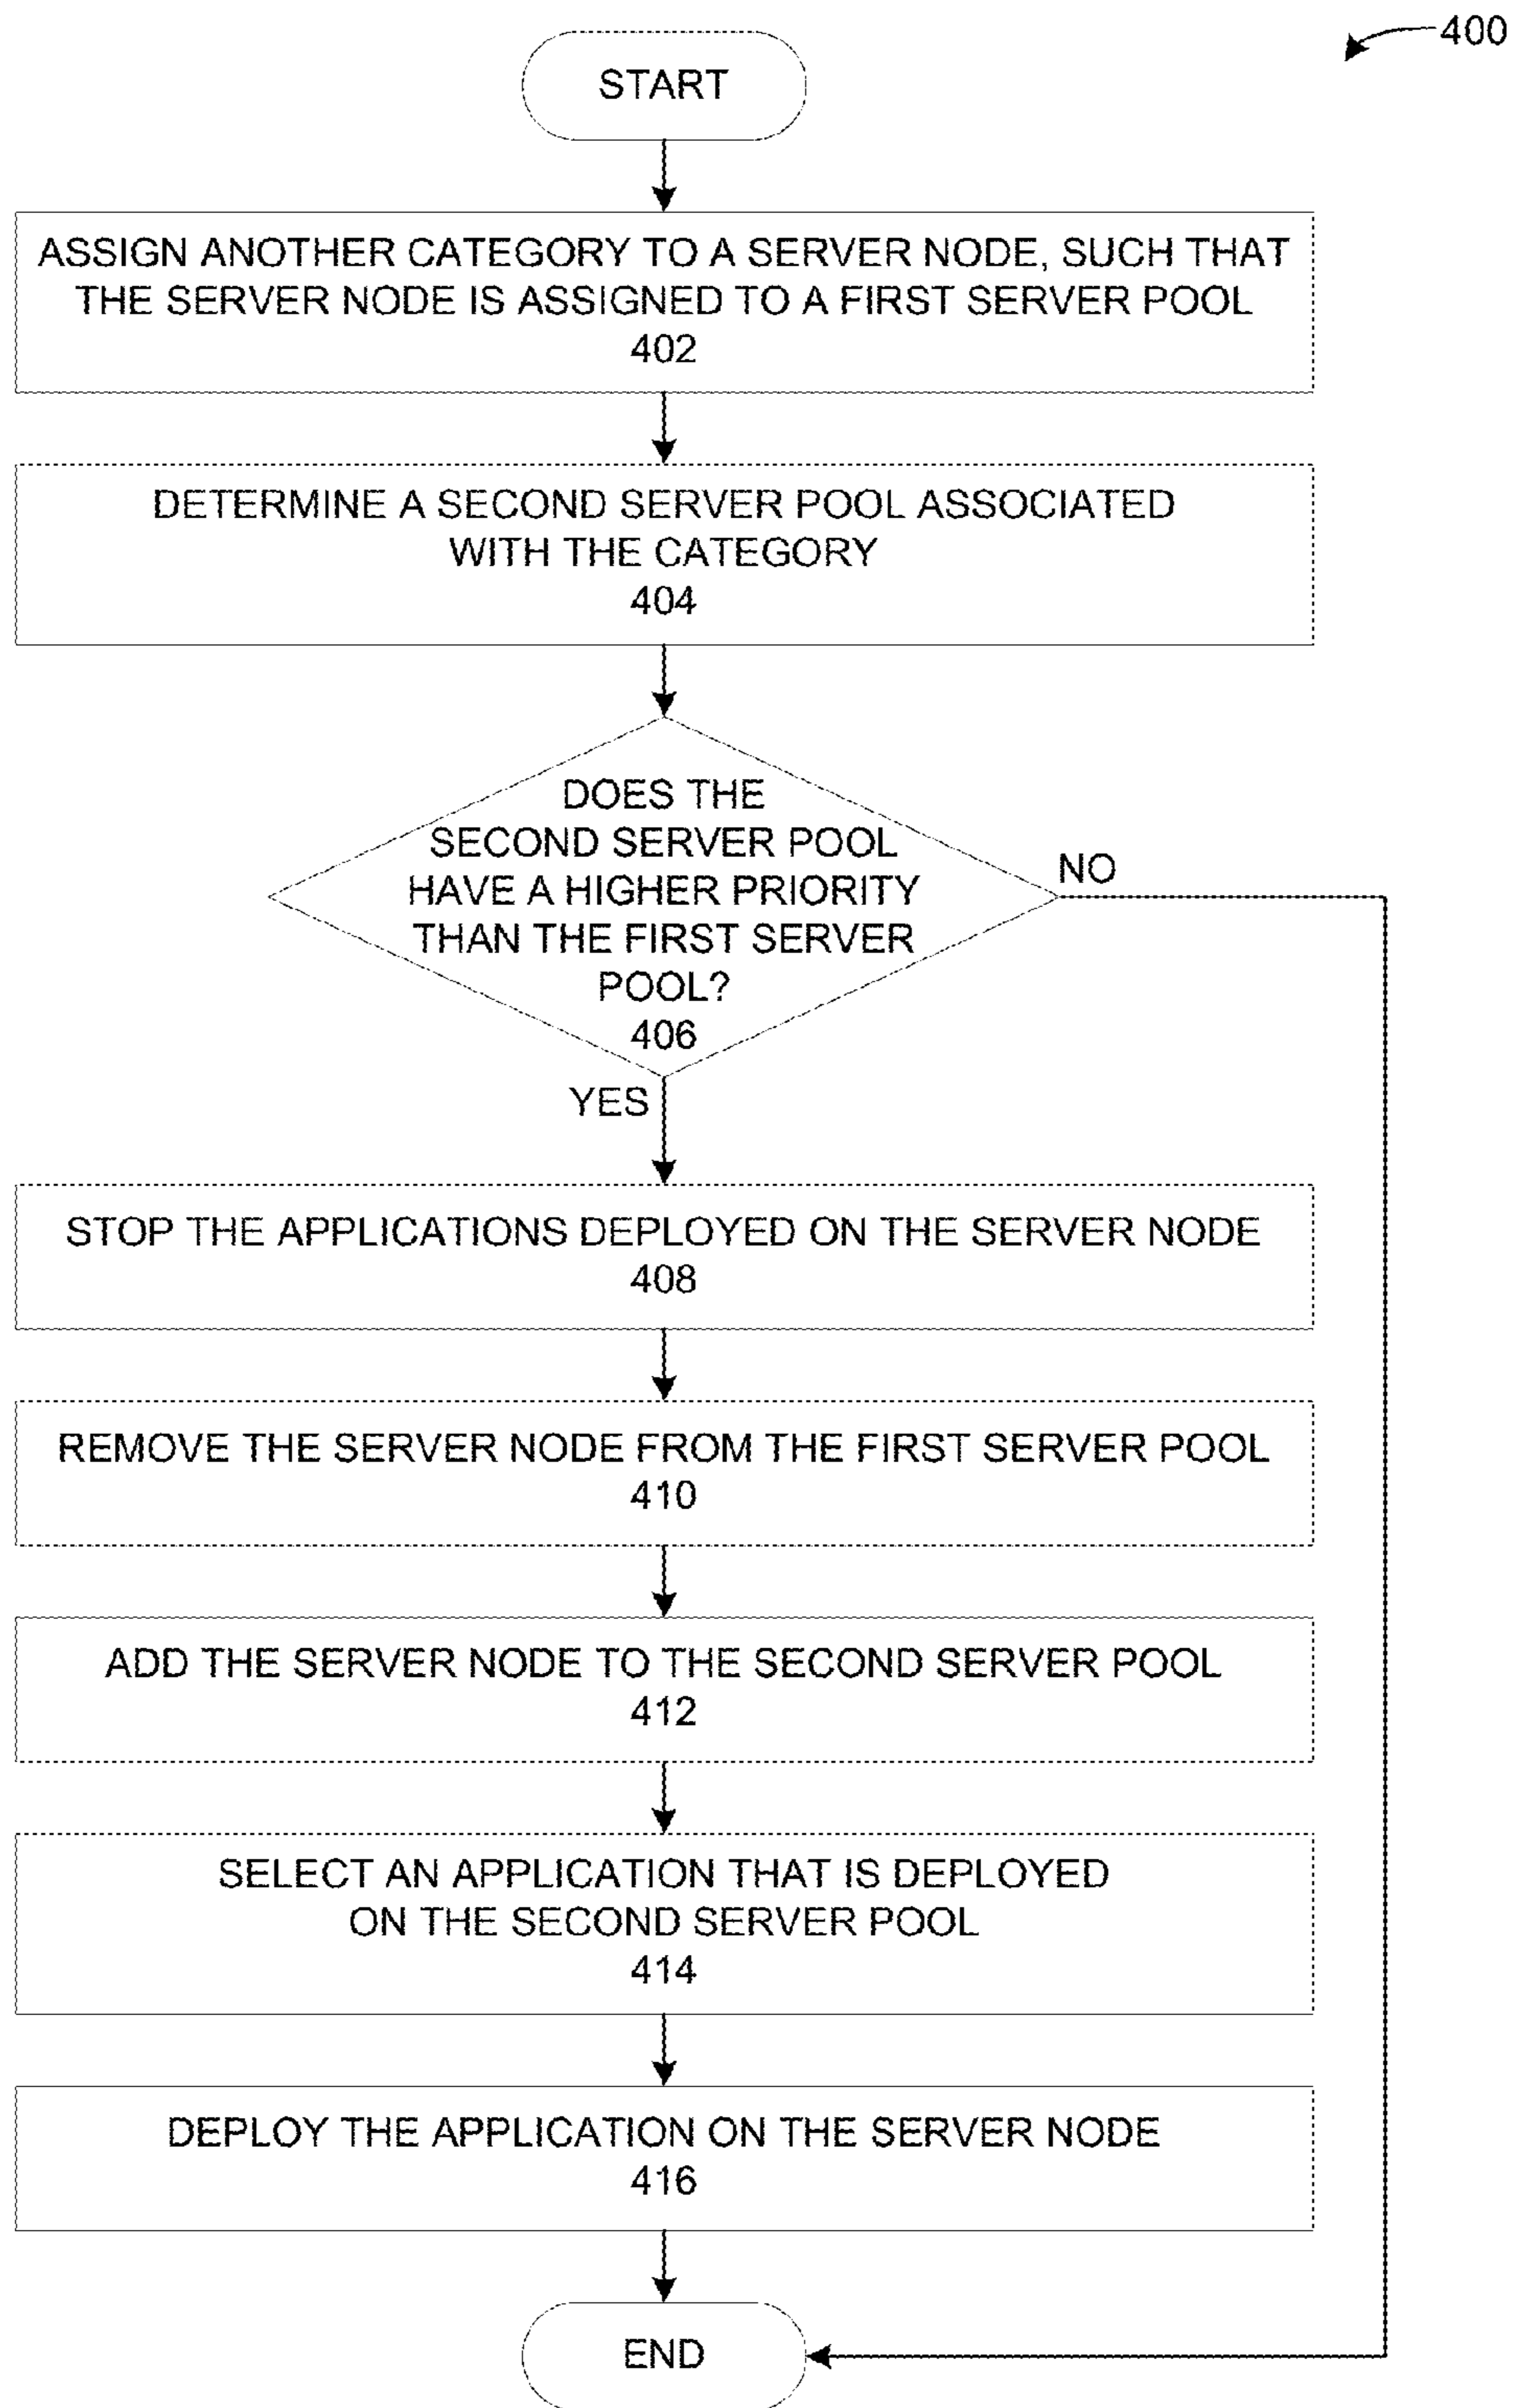 400
START
ASSIGN ANOTHER CATEGORY TO A SERVER NODE, SUCH THAT
THE SERVER NODE IS ASSIGNED TO A FIRST SERVER POOL
402
DETERMINE A SECOND SERVER POOL ASSOCIATED
WITH THE CATEGORY
404
DOES THE
SECOND SERVER POOL
HAVE A HIGHER PRIORITY
THAN THE FIRST SERVER
POOL?
406
NO
YES
STOP THE APPLICATIONS DEPLOYED ON THE SERVER NODE
408
REMOVE THE SERVER NODE FROM THE FIRST SERVER POOL
410
ADD THE SERVER NODE TO THE SECOND SERVER POOL
412
SELECT AN APPLICATION THAT IS DEPLOYED
ON THE SECOND SERVER POOL
414
DEPLOY THE APPLICATION ON THE SERVER NODE
416
END